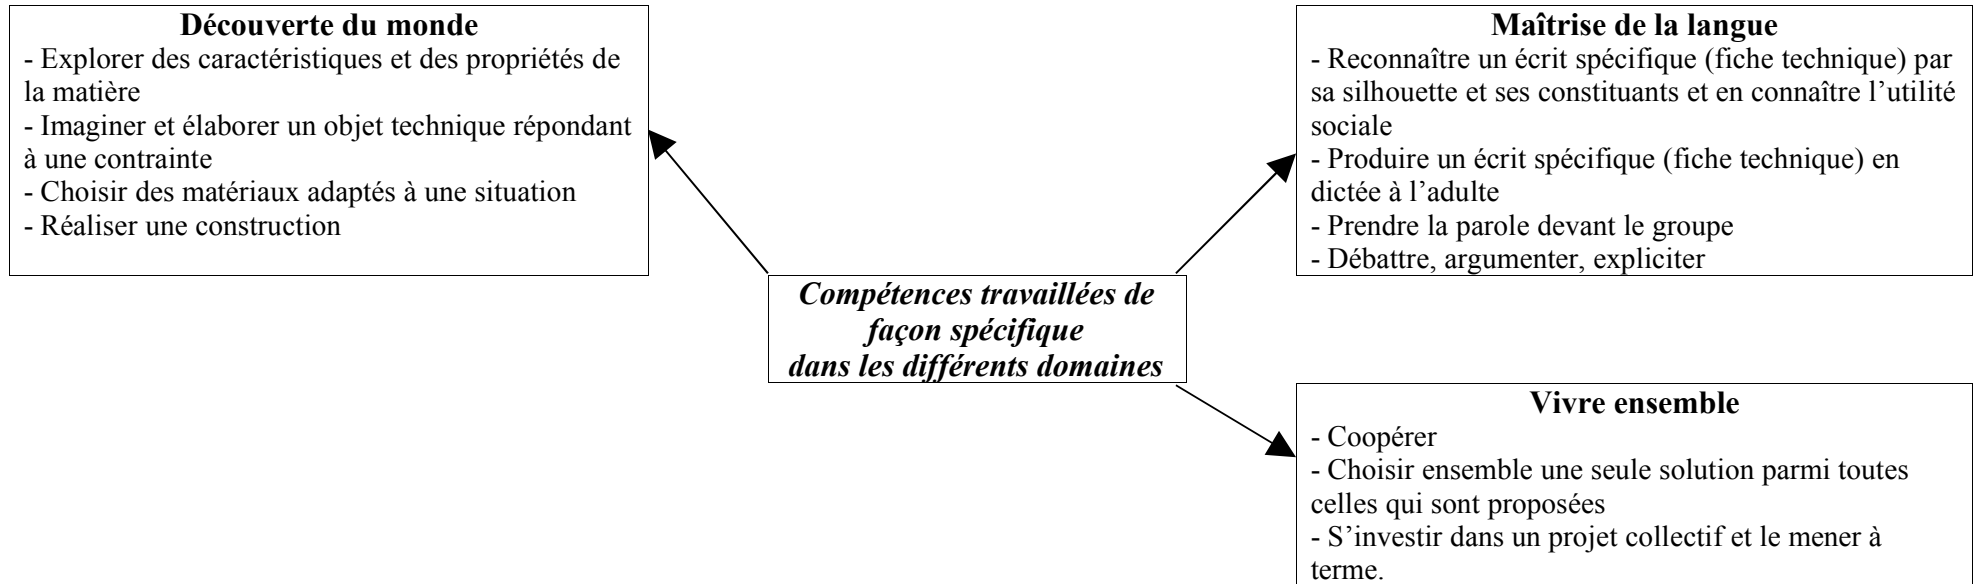 Découverte du monde
- Explorer des caractéristiques et des propriétés de
la matière
- Imaginer et élaborer un objet technique répondant
à une contrainte
- Choisir des matériaux adaptés à une situation
- Réaliser une construction
Maîtrise de la langue
- Reconnaître un écrit spécifique (fiche technique) par
sa silhouette et ses constituants et en connaître l’utilité
sociale
- Produire un écrit spécifique (fiche technique) en
dictée à l’adulte
- Prendre la parole devant le groupe
- Débattre, argumenter, expliciter
Compétences travaillées de
façon spécifique
dans les différents domaines
Vivre ensemble
- Coopérer
- Choisir ensemble une seule solution parmi toutes
celles qui sont proposées
- S’investir dans un projet collectif et le mener à
terme.